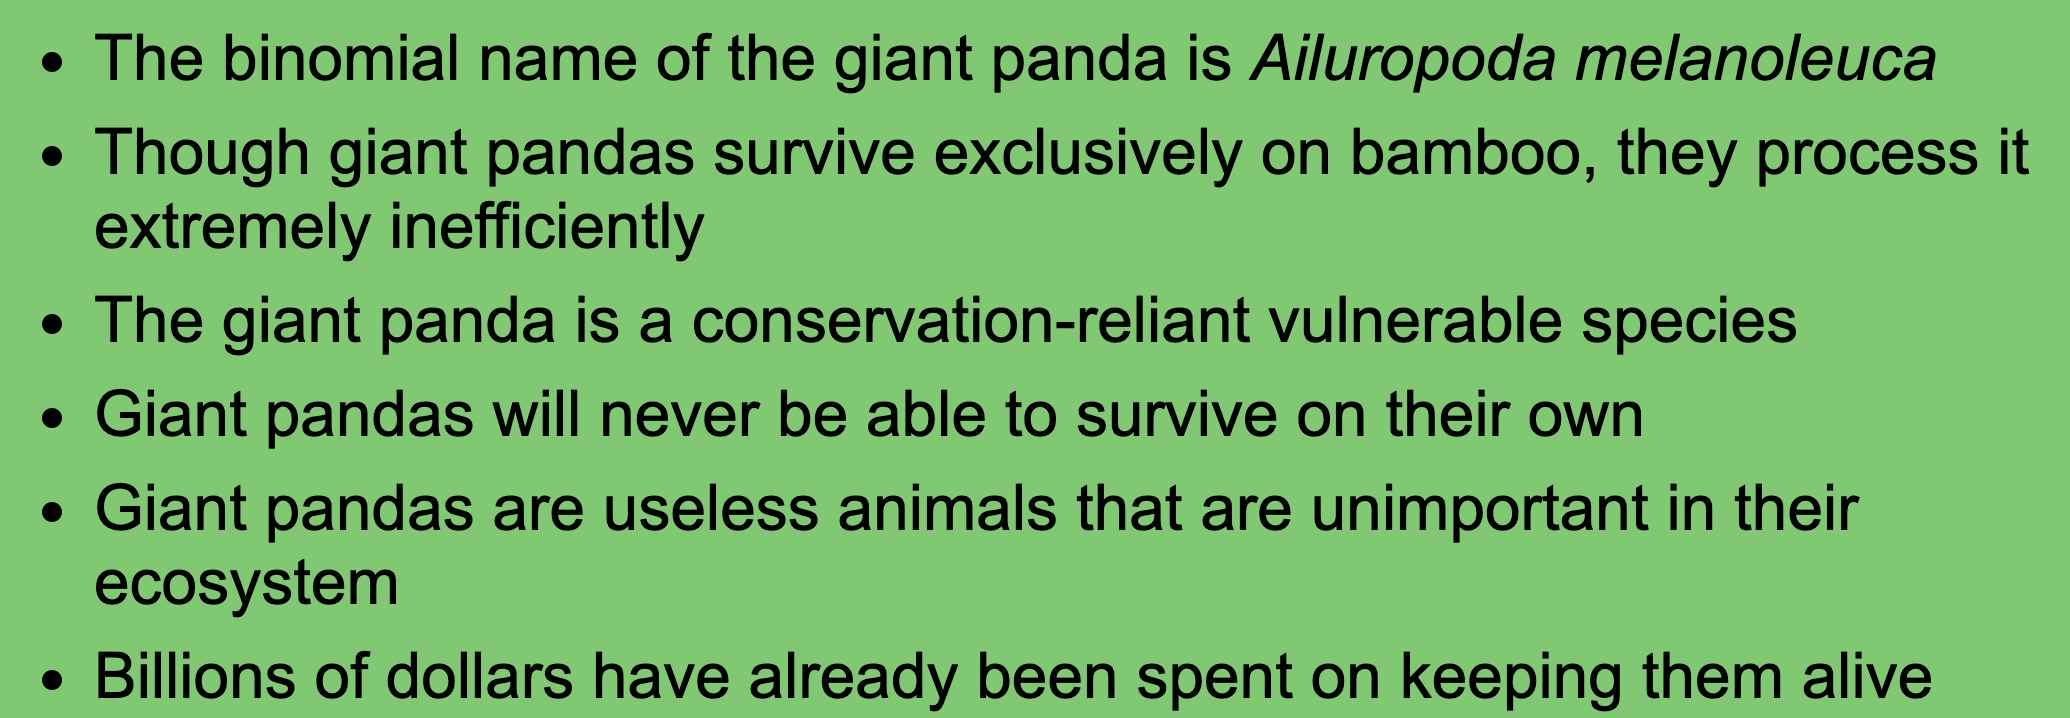 • The binomial name of the giant panda is Ailuropoda melanoleuca
• Though giant pandas survive exclusively on bamboo, they process it
extremely inefficiently
• The giant panda is a conservation-reliant vulnerable species
• Giant pandas will never be able to survive on their own
• Giant pandas are useless animals that are unimportant in their
ecosystem
• Billions of dollars have already been spent on keeping them alive